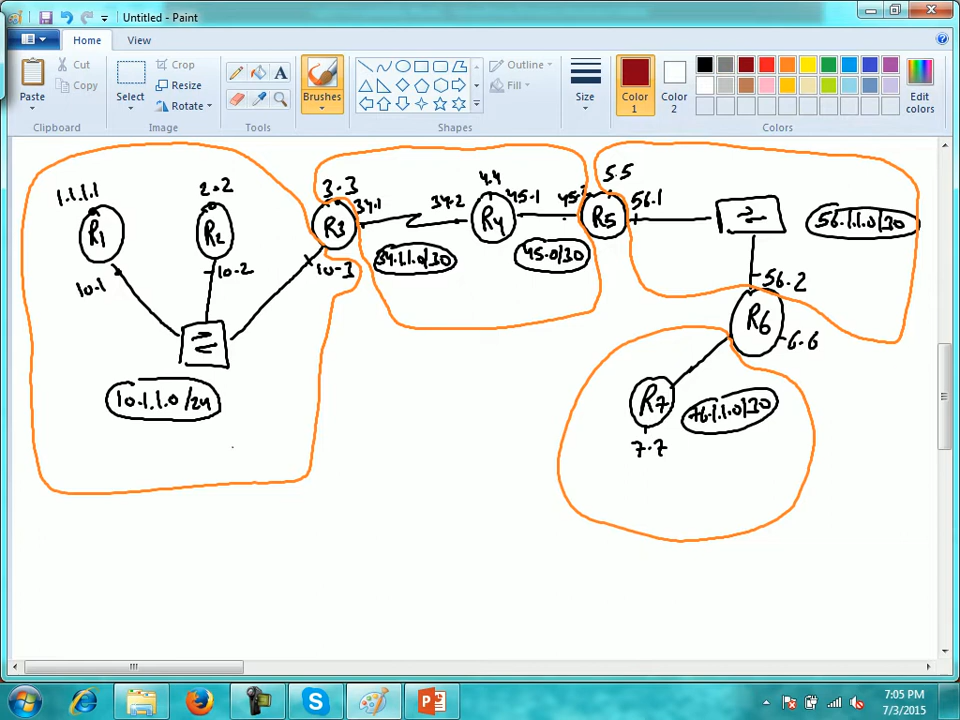 Untitled - Paint
Home
View
Paste
Cut
Copy
Clipboard
Select
Crop
Resize
Rotate
Image
A
Tools
Brushes
Outline
Fill
Shapes
Size
Color 1
Color 2
Edit colors
Colors
1.1.1.1
2.2
3.3
4.4
5.5
R1
R2
R3
34.1
34.2
R4
45.1
R5
56.1
10.1
10.2
10.3
34.1.1.0/30
45.0/30
56.1.1.0/30
56.2
R6
6.6
10.1.1.0/24
R7
76.1.1.0/30
7.7
7:05 PM
7/3/2015